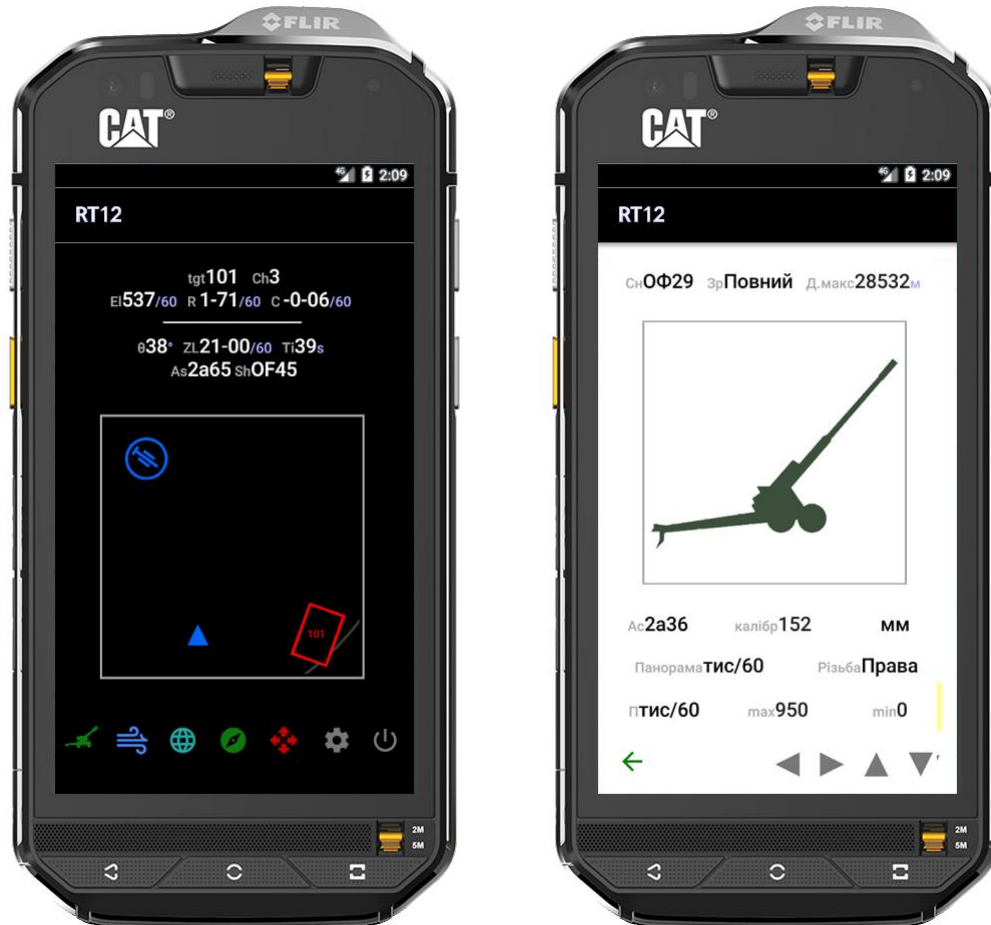 FLIR
CAT®
4G 2:09
RT12
tgt101 Ch3
El537/60 R 1-71/60 C -0-06/60
θ38° ZL21-00/60 Ti39s
As2a65 ShOF45
101
2M
5M
FLIR
CAT®
4G 2:09
RT12
СнОФ29 ЗрПовний Д.макс28532м
Ас2а36 калібр152 мм
Панораматис/60 РізьбаПрава
Птис/60 max950 min0
2M
5M